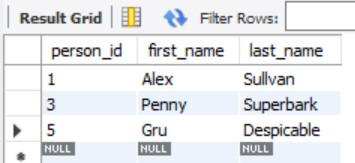 Result Grid Filter Rows:
person_id first_name last_name
1 Alex Sullvan
3 Penny Superbark
5 Gru Despicable
NULL NULL NULL